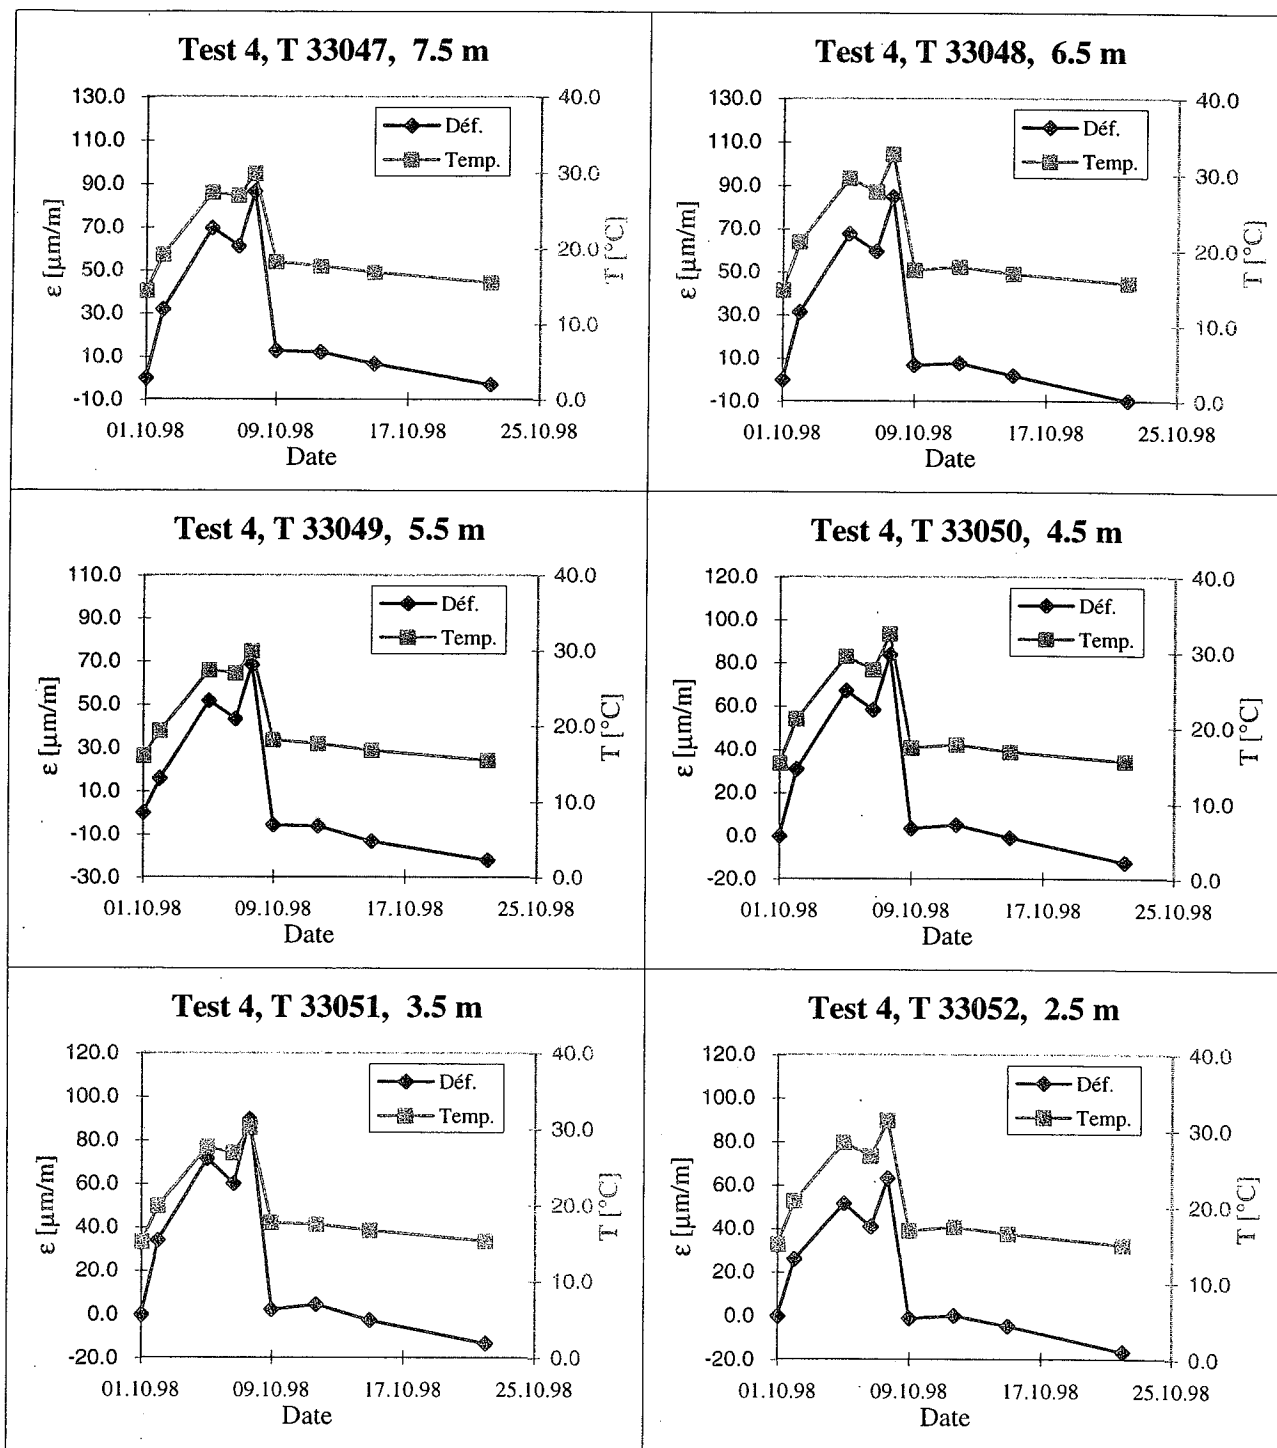 Test 4, T 33047, 7.5 m
130.0
110.0
90.0
70.0
50.0
30.0
10.0
-10.0
ε [μm/m]
Déf.
Temp.
40.0
30.0
20.0
10.0
0.0
T [°C]
01.10.98 09.10.98 17.10.98 25.10.98
Date
Test 4, T 33048, 6.5 m
130.0
110.0
90.0
70.0
50.0
30.0
10.0
-10.0
ε [μm/m]
Déf.
Temp.
40.0
30.0
20.0
10.0
0.0
T [°C]
01.10.98 09.10.98 17.10.98 25.10.98
Date
Test 4, T 33049, 5.5 m
110.0
90.0
70.0
50.0
30.0
10.0
-10.0
-30.0
ε [μm/m]
Déf.
Temp.
40.0
30.0
20.0
10.0
0.0
T [°C]
01.10.98 09.10.98 17.10.98 25.10.98
Date
Test 4, T 33050, 4.5 m
120.0
100.0
80.0
60.0
40.0
20.0
0.0
-20.0
ε [μm/m]
Déf.
Temp.
40.0
30.0
20.0
10.0
0.0
T [°C]
01.10.98 09.10.98 17.10.98 25.10.98
Date
Test 4, T 33051, 3.5 m
120.0
100.0
80.0
60.0
40.0
20.0
0.0
-20.0
ε [μm/m]
Déf.
Temp.
40.0
30.0
20.0
10.0
0.0
T [°C]
01.10.98 09.10.98 17.10.98 25.10.98
Date
Test 4, T 33052, 2.5 m
120.0
100.0
80.0
60.0
40.0
20.0
0.0
-20.0
ε [μm/m]
Déf.
Temp.
40.0
30.0
20.0
10.0
0.0
T [°C]
01.10.98 09.10.98 17.10.98 25.10.98
Date